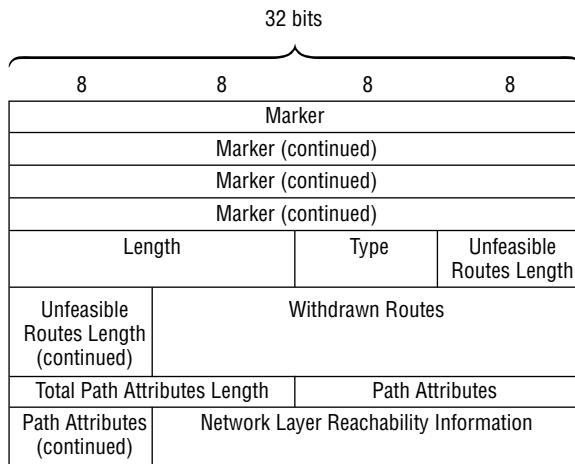 32 bits
8 8 8 8
Marker
Marker (continued)
Marker (continued)
Marker (continued)
Length Type Unfeasible
Routes Length
Unfeasible
Routes Length
(continued)
Withdrawn Routes
Total Path Attributes Length Path Attributes
Path Attributes
(continued)
Network Layer Reachability Information